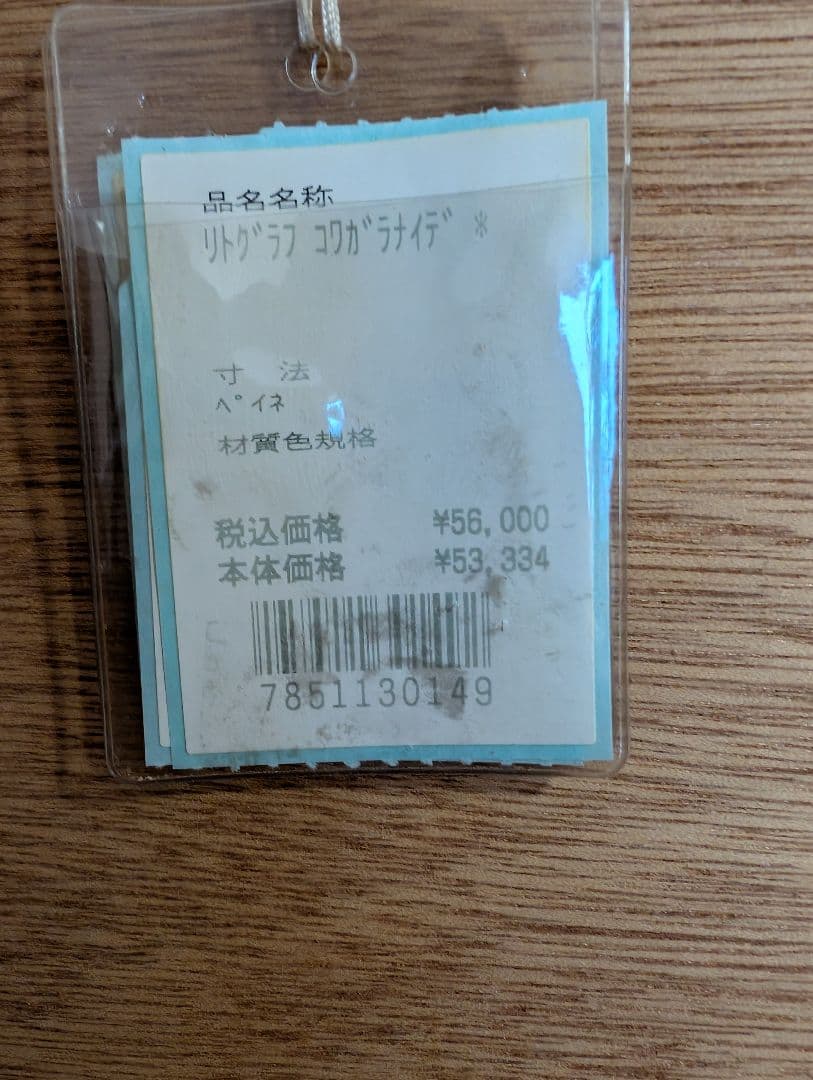 品名名称
ﾘﾄｸﾞﾗﾌ ｺﾜｶﾞﾗﾅｲﾃﾞ *
寸 法
ﾍﾟｲﾈ
材質色規格
税込価格 ¥56,000
本体価格 ¥53,334
7851130149